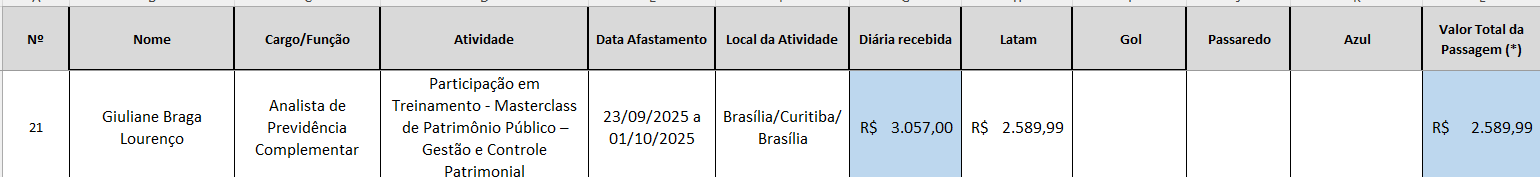 Nº
Nome
Cargo/Função
Atividade
Data Afastamento
Local da Atividade
Diária recebida
Latam
Gol
Passaredo
Azul
Valor Total da
Passagem (*)
21
Giuliane Braga
Lourenço
Analista de
Previdência
Complementar
Participação em
Treinamento - Masterclass
de Patrimônio Público –
Gestão e Controle
Patrimonial
23/09/2025 a
01/10/2025
Brasília/Curitiba/
Brasília
R$ 3.057,00
R$ 2.589,99
R$ 2.589,99